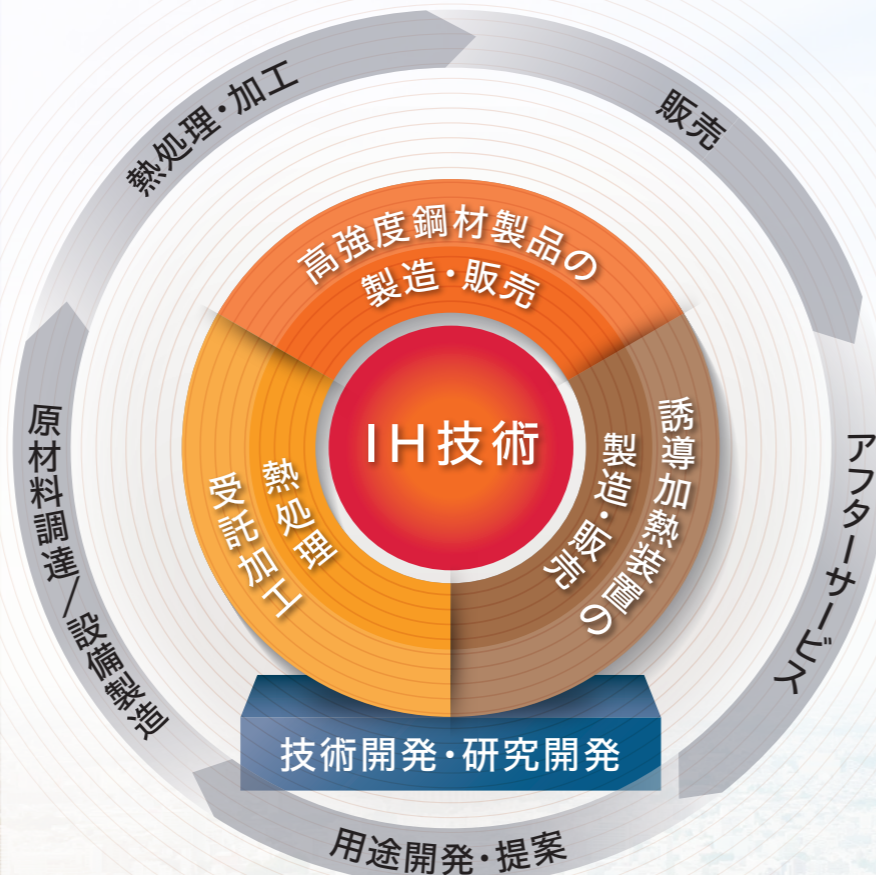 熱処理・加工
販売
アフターサービス
用途開発・提案
原材料調達/設備製造
高強度鋼材製品の
製造・販売
誘導加熱装置の
製造・販売
熱処理
受託加工
IH技術
技術開発・研究開発